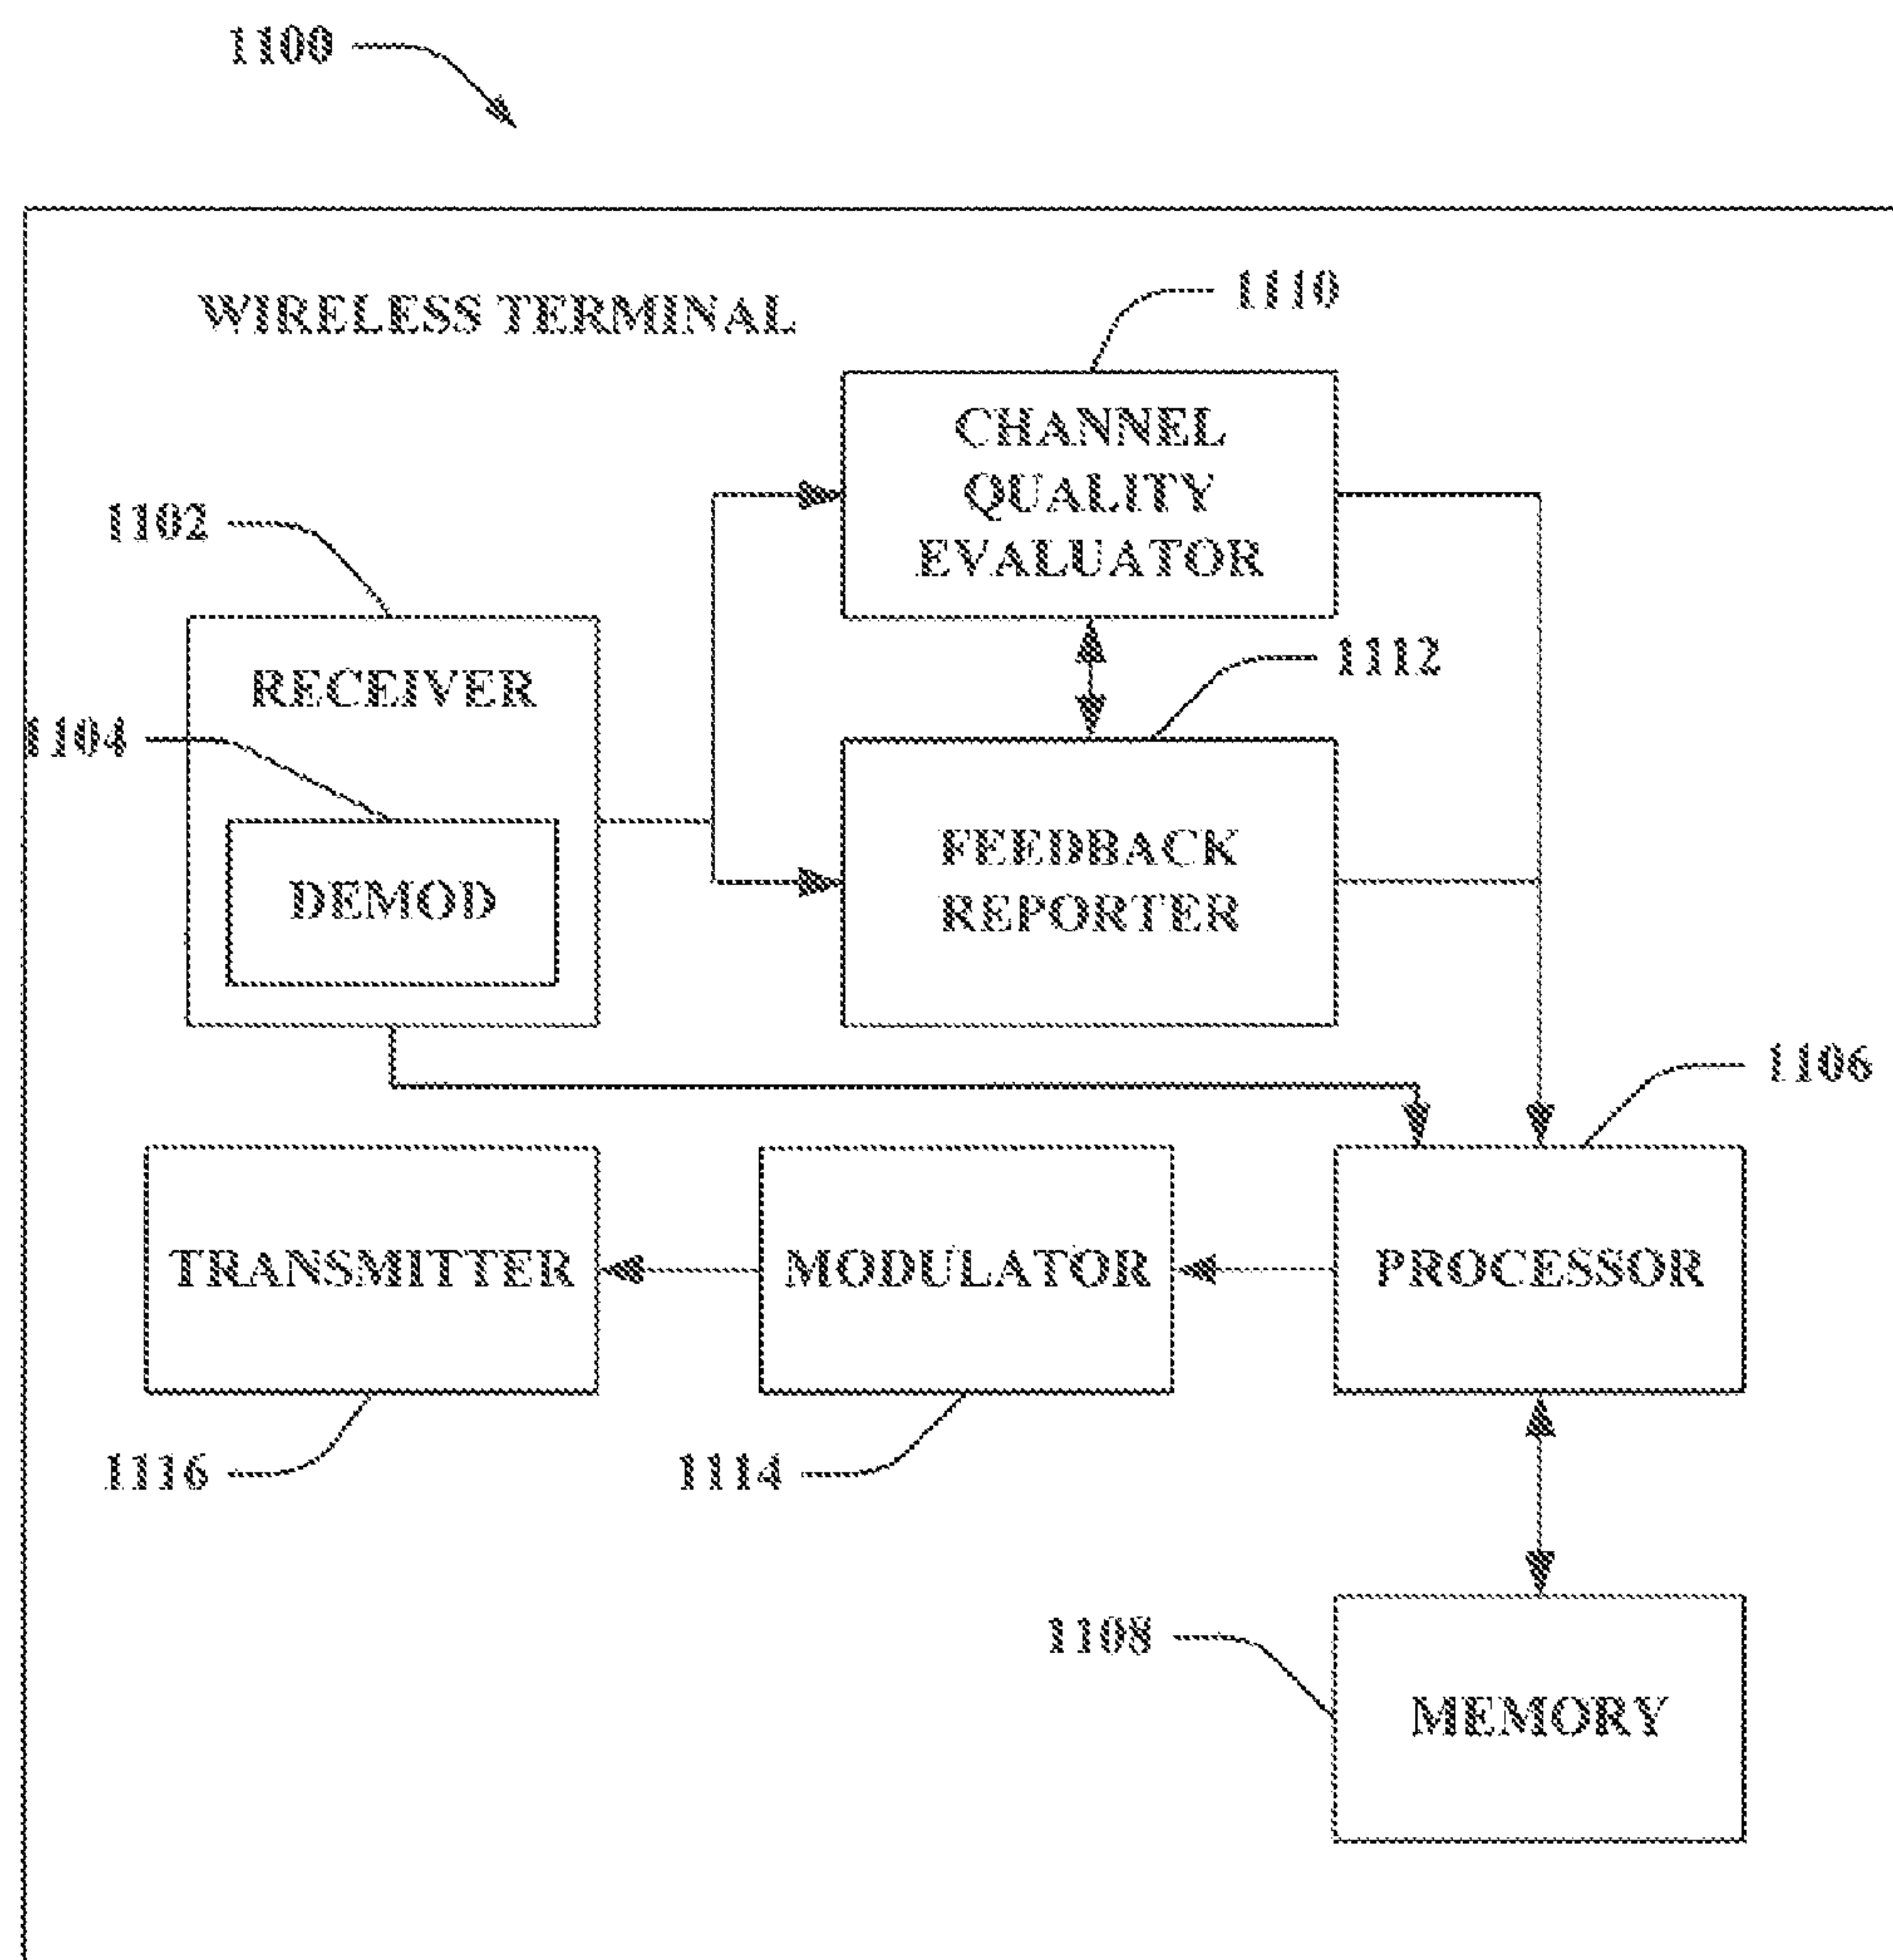 1100
WIRELESS TERMINAL
1110
CHANNEL
QUALITY
EVALUATOR
1102
RECEIVER
1112
1104
DEMOD
FEEDBACK
REPORTER
1106
TRANSMITTER
MODULATOR
PROCESSOR
1116
1114
1108
MEMORY